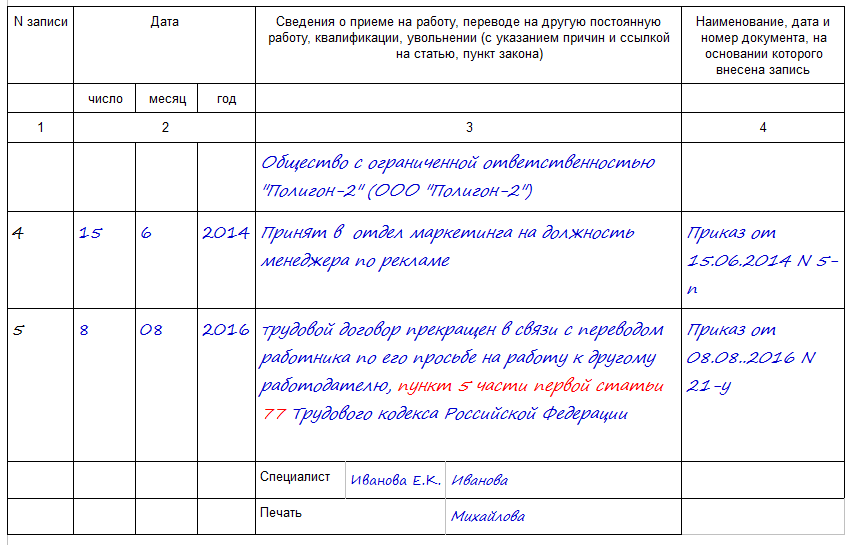 N записи
Дата
Сведения о приеме на работу, переводе на другую постоянную
работу, квалификации, увольнении (с указанием причин и ссылкой
на статью, пункт закона)
Наименование, дата и
номер документа, на
основании которого
внесена запись
число
месяц
год
1
2
3
4
Общество с ограниченной ответственностью
"Полигон-2" (ООО "Полигон-2")
4
15
6
2014
Принят в отдел маркетинга на должность
менеджера по рекламе
Приказ от
15.06.2014 N 5-
п
5
8
08
2016
трудовой договор прекращен в связи с переводом
работника по его просьбе на работу к другому
работодателю, пункт 5 части первой статьи
77 Трудового кодекса Российской Федерации
Приказ от
08.08..2016 N
21-у
Специалист
Иванова Е.К.
Иванова
Печать
Михайлова